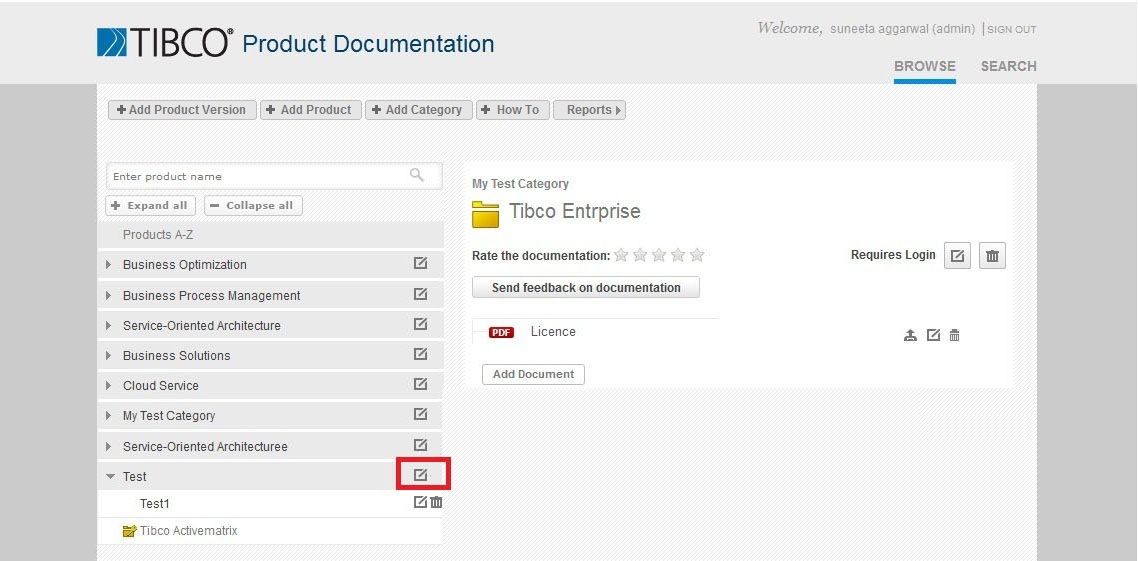 TIBCO® Product Documentation
Welcome, suneeta aggarwal (admin) | SIGN OUT
BROWSE SEARCH
+ Add Product Version + Add Product + Add Category + How To Reports
Enter product name
+ Expand all − Collapse all
Products A-Z
Business Optimization
Business Process Management
Service-Oriented Architecture
Business Solutions
Cloud Service
My Test Category
Service-Oriented Architecturee
Test
Test1
Tibco Activematrix
My Test Category
Tibco Entrprise
Rate the documentation:
Requires Login
Send feedback on documentation
PDF Licence
Add Document